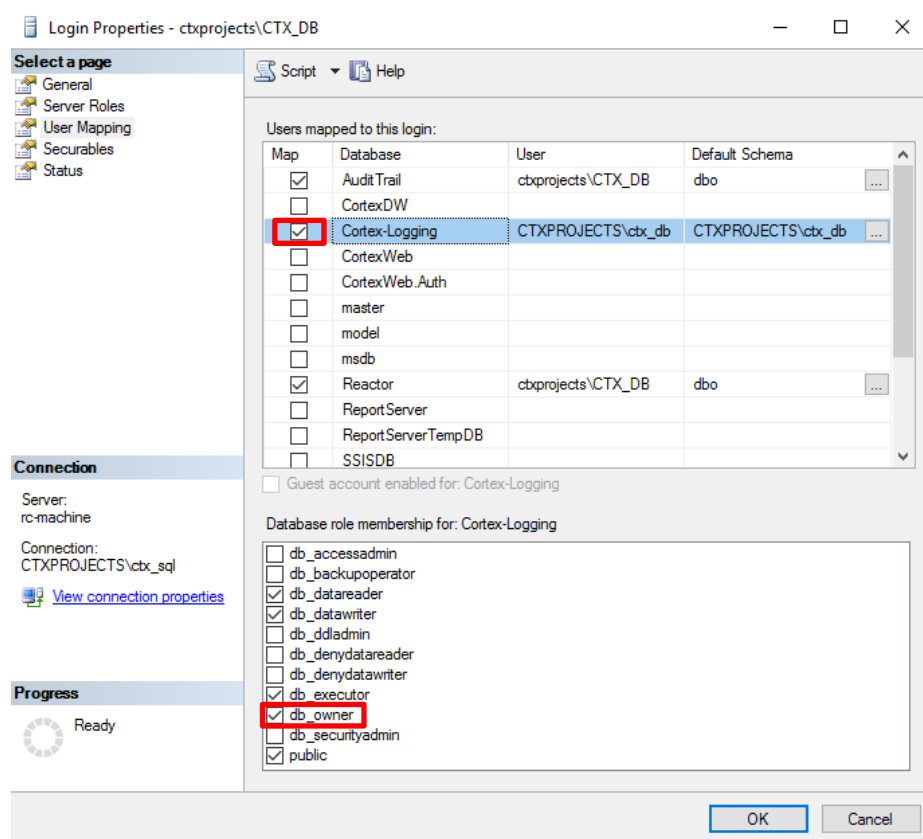 Login Properties - ctxprojects\CTX_DB
Select a page
General
Server Roles
User Mapping
Securables
Status
Script Help
Users mapped to this login:
Map Database User Default Schema
AuditTrail ctxprojects\CTX_DB dbo ...
CortexDW
Cortex-Logging CTXPROJECTS\ctx_db CTXPROJECTS\ctx_db ...
CortexWeb
CortexWeb.Auth
master
model
msdb
Reactor ctxprojects\CTX_DB dbo ...
ReportServer
ReportServerTempDB
SSISDB
Guest account enabled for: Cortex-Logging
Database role membership for: Cortex-Logging
db_accessadmin
db_backupoperator
db_datareader
db_datawriter
db_ddladmin
db_denydatareader
db_denydatawriter
db_executor
db_owner
db_securityadmin
public
Connection
Server:
rc-machine
Connection:
CTXPROJECTS\ctx_sql
View connection properties
Progress
Ready
OK Cancel